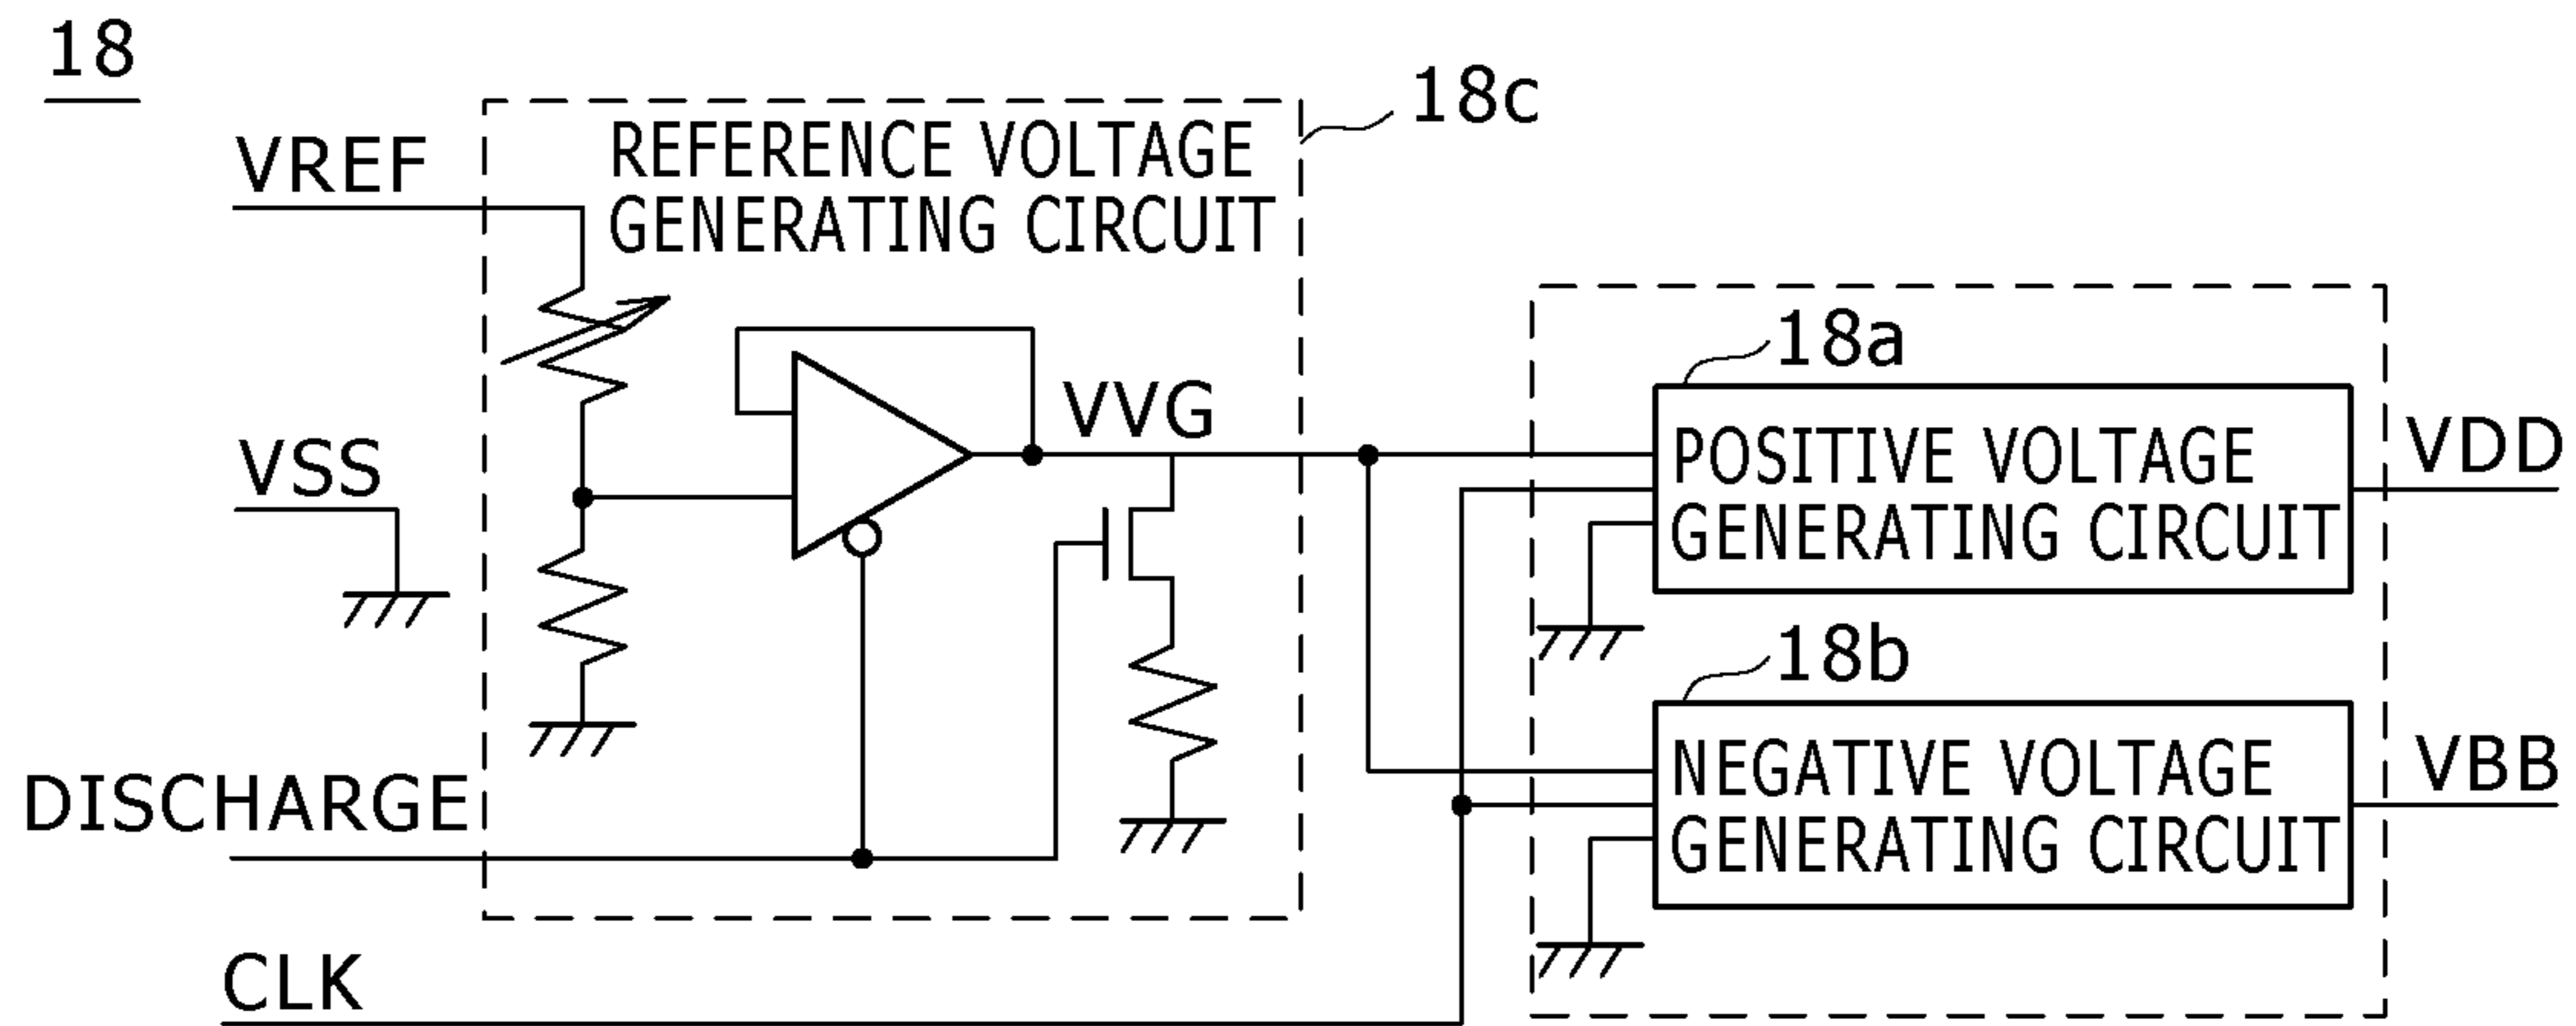 18
18c
REFERENCE VOLTAGE
GENERATING CIRCUIT
VREF
VSS
VVG
18a
POSITIVE VOLTAGE
GENERATING CIRCUIT
VDD
18b
NEGATIVE VOLTAGE
GENERATING CIRCUIT
VBB
DISCHARGE
CLK